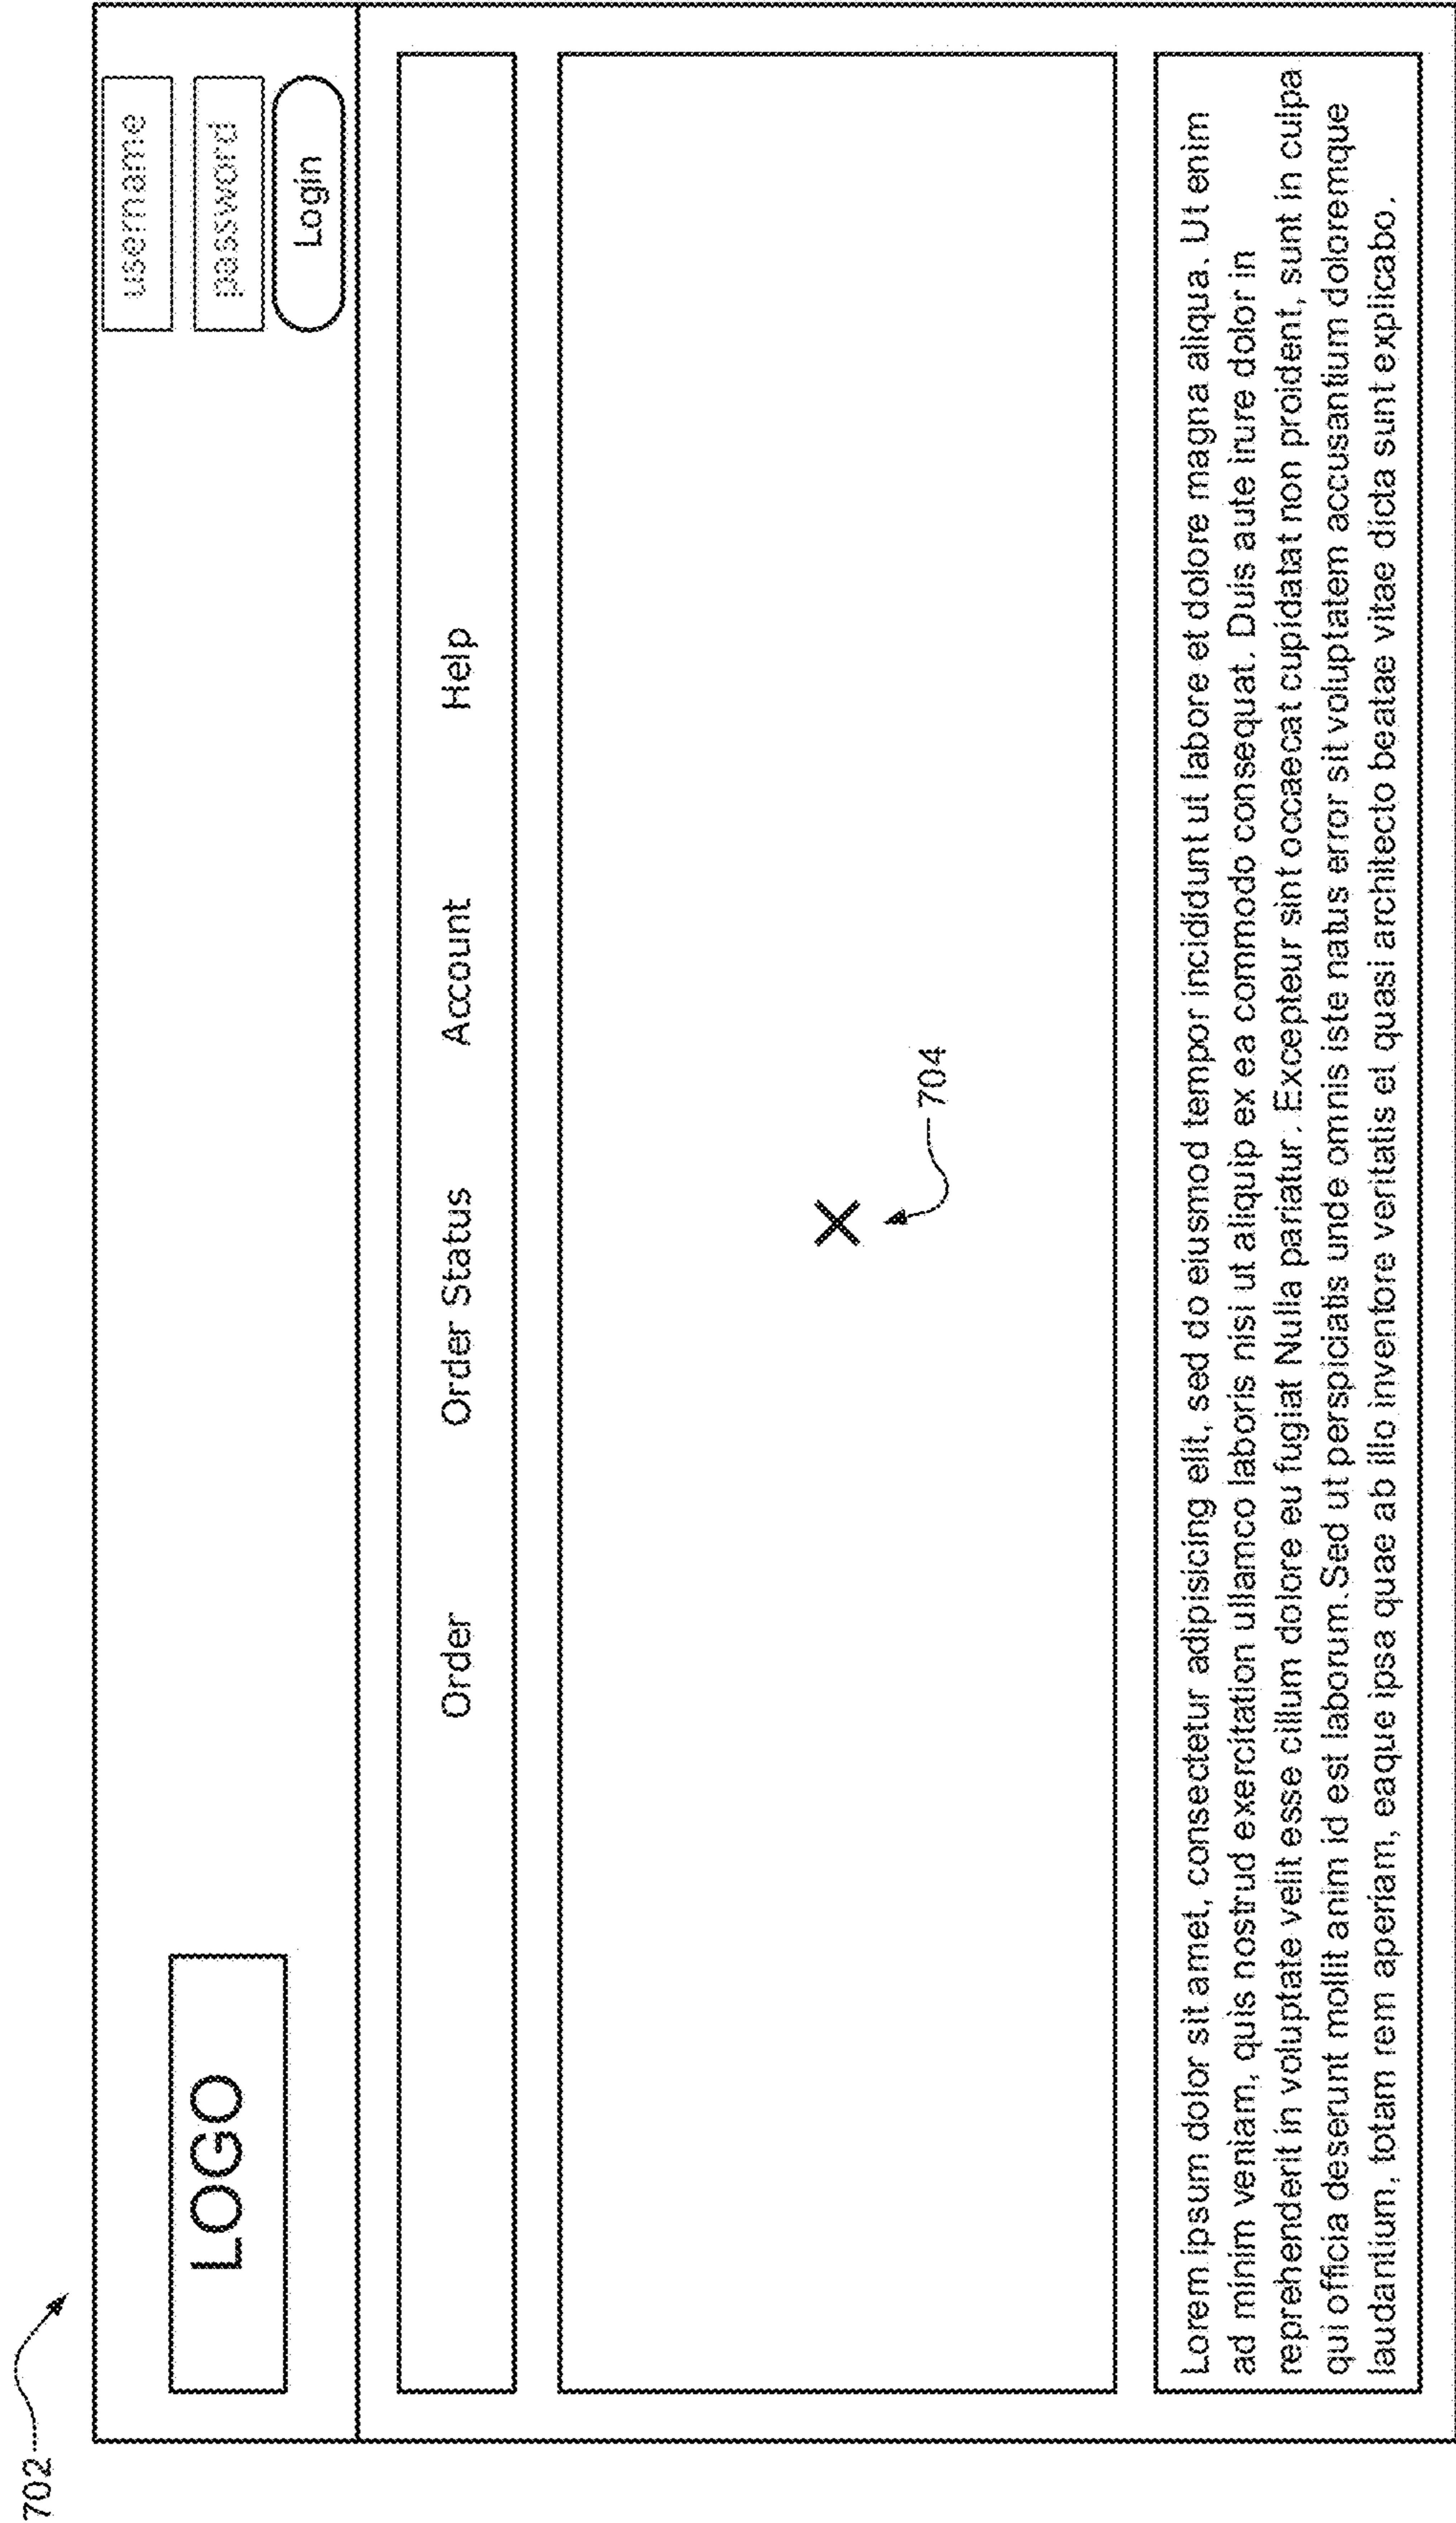 702
LOGO
username
password
Login
Order
Order Status
Account
Help
704
Lorem ipsum dolor sit amet, consectetur adipisicing elit, sed do eiusmod tempor incididunt ut labore et dolore magna aliqua. Ut enim
ad minim veniam, quis nostrud exercitation ullamco laboris nisi ut aliquip ex ea commodo consequat. Duis aute irure dolor in
reprehenderit in voluptate velit esse cillum dolore eu fugiat Nulla pariatur. Excepteur sint occaecat cupidatat non proident, sunt in culpa
qui officia deserunt mollit anim id est laborum.Sed ut perspiciatis unde omnis iste natus error sit voluptatem accusantium doloremque
laudantium, totam rem aperiam, eaque ipsa quae ab illo inventore veritatis et quasi architecto beatae vitae dicta sunt explicabo.